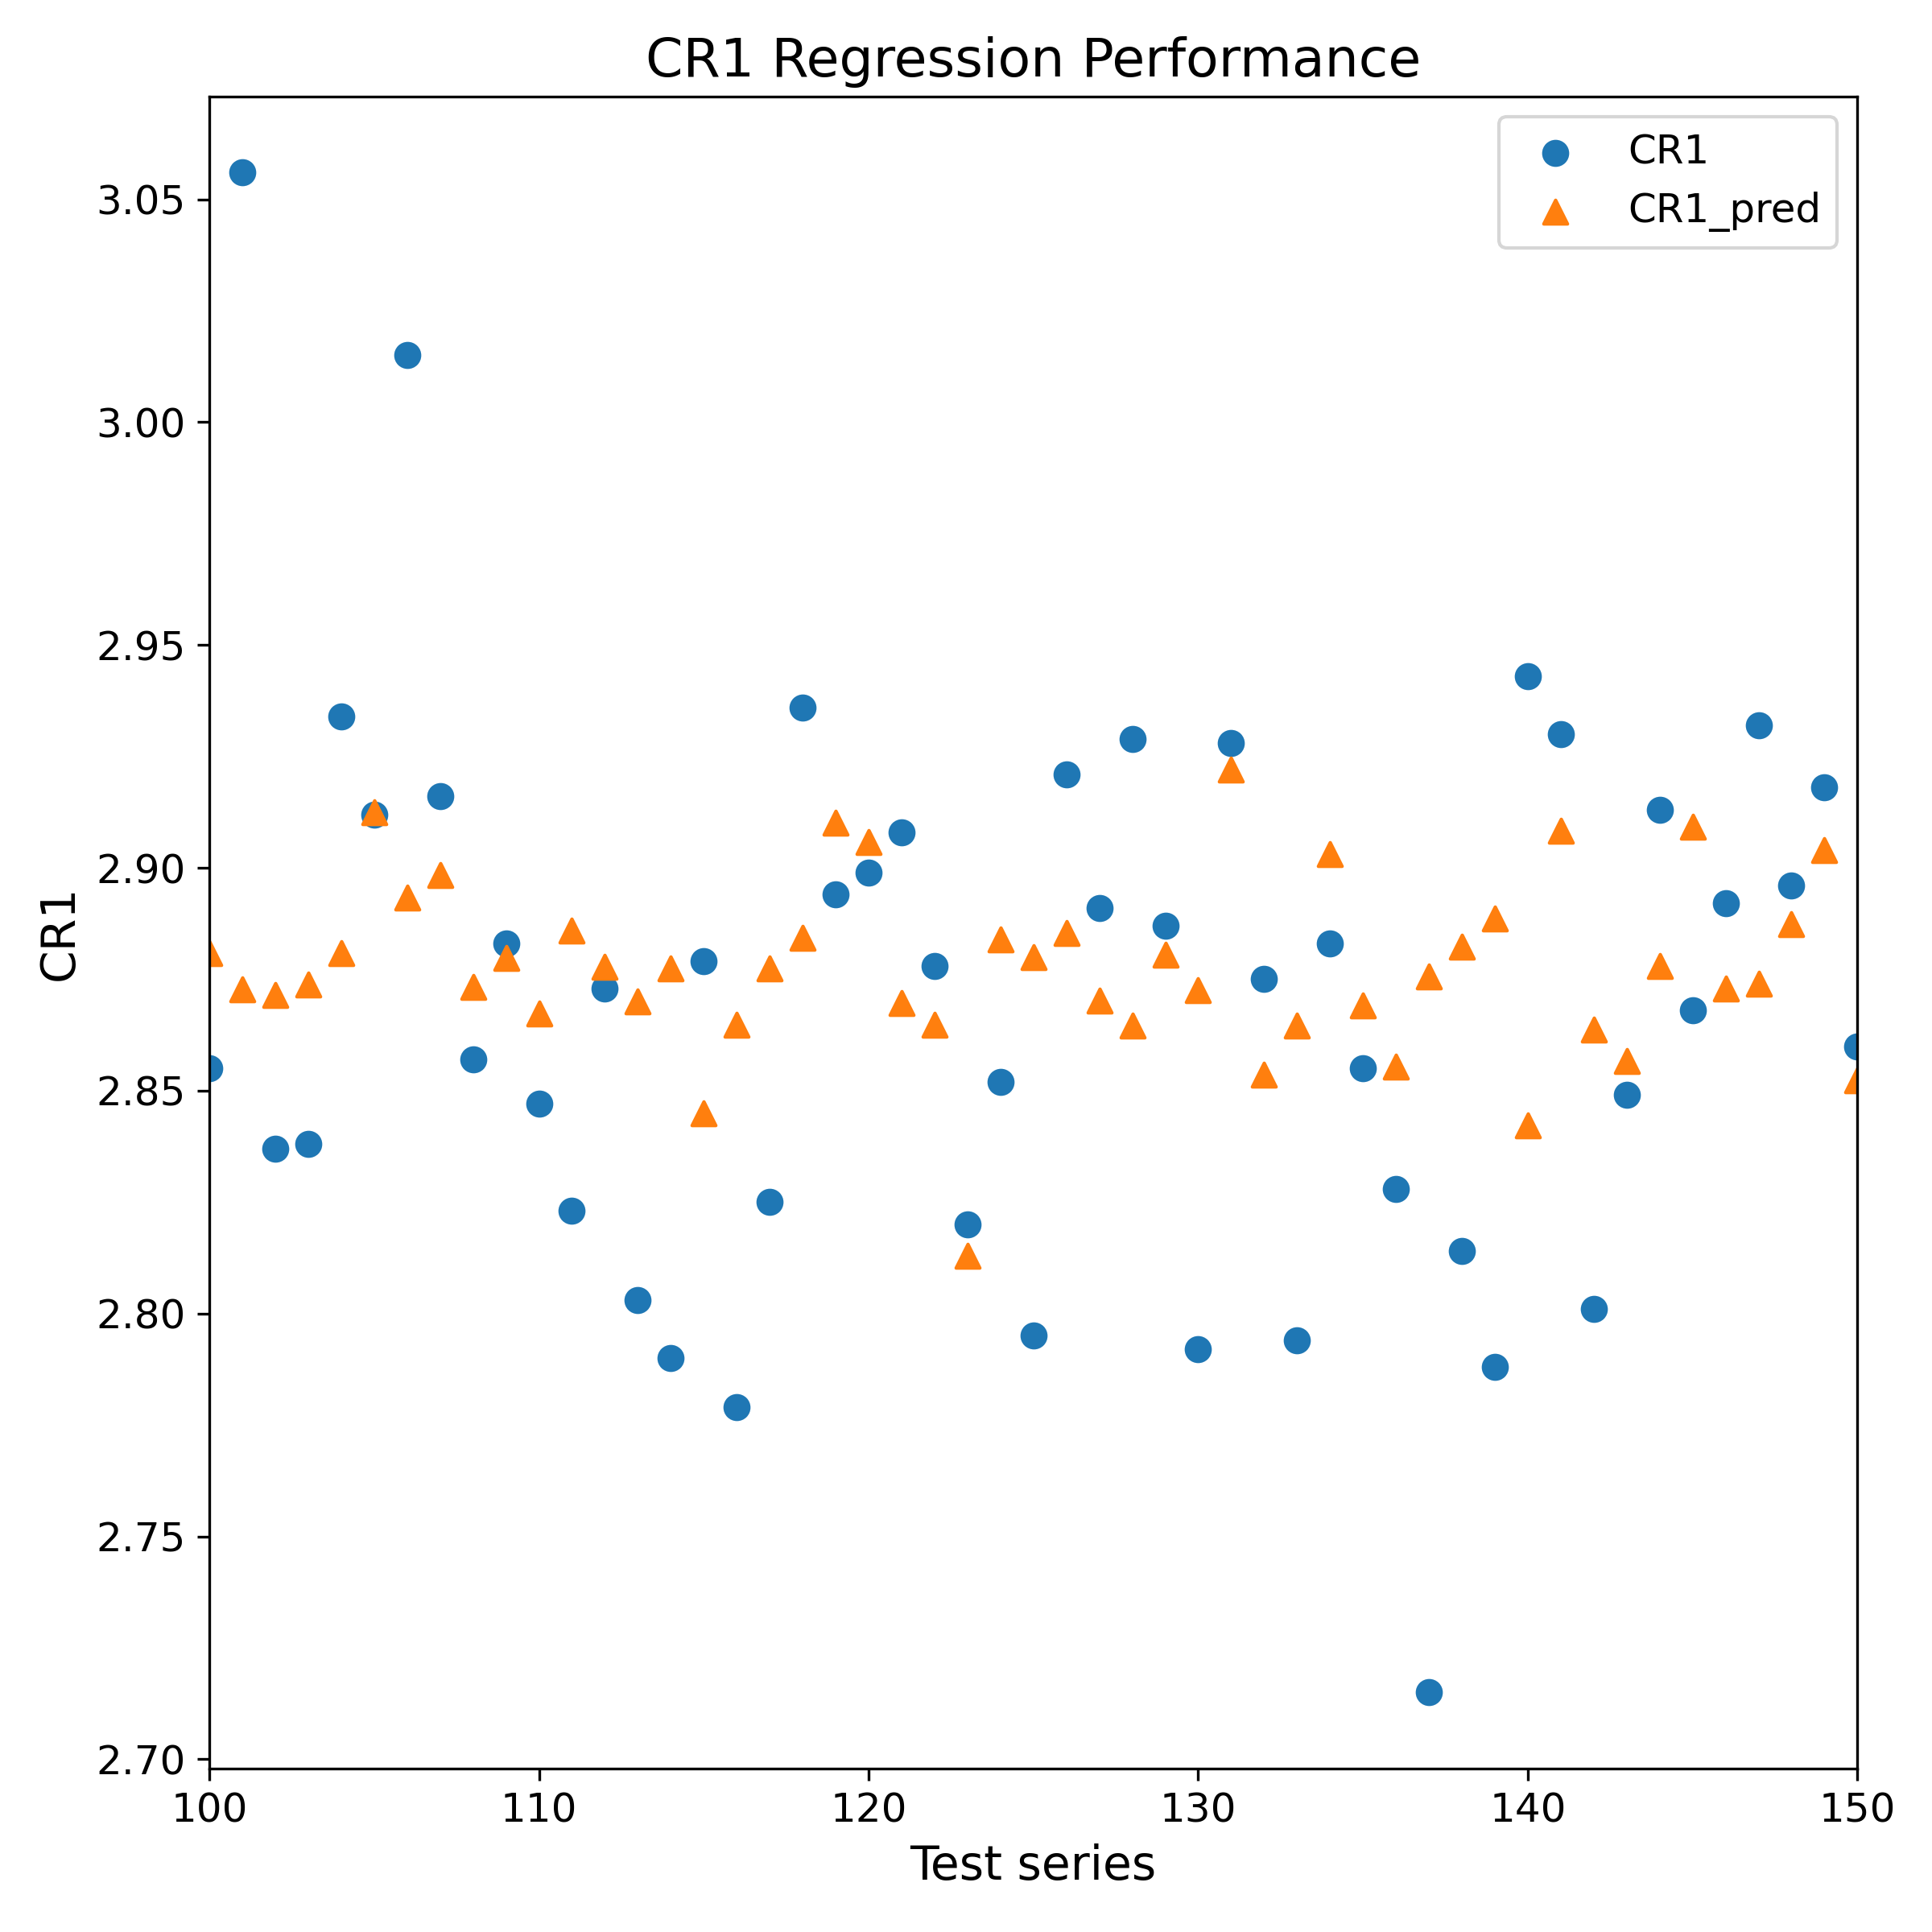 CR1 Regression Performance
CR1
CR1_pred
3.05
3.00
2.95
2.90
2.85
2.80
2.75
2.70
CR1
100 110 120 130 140 150
Test series